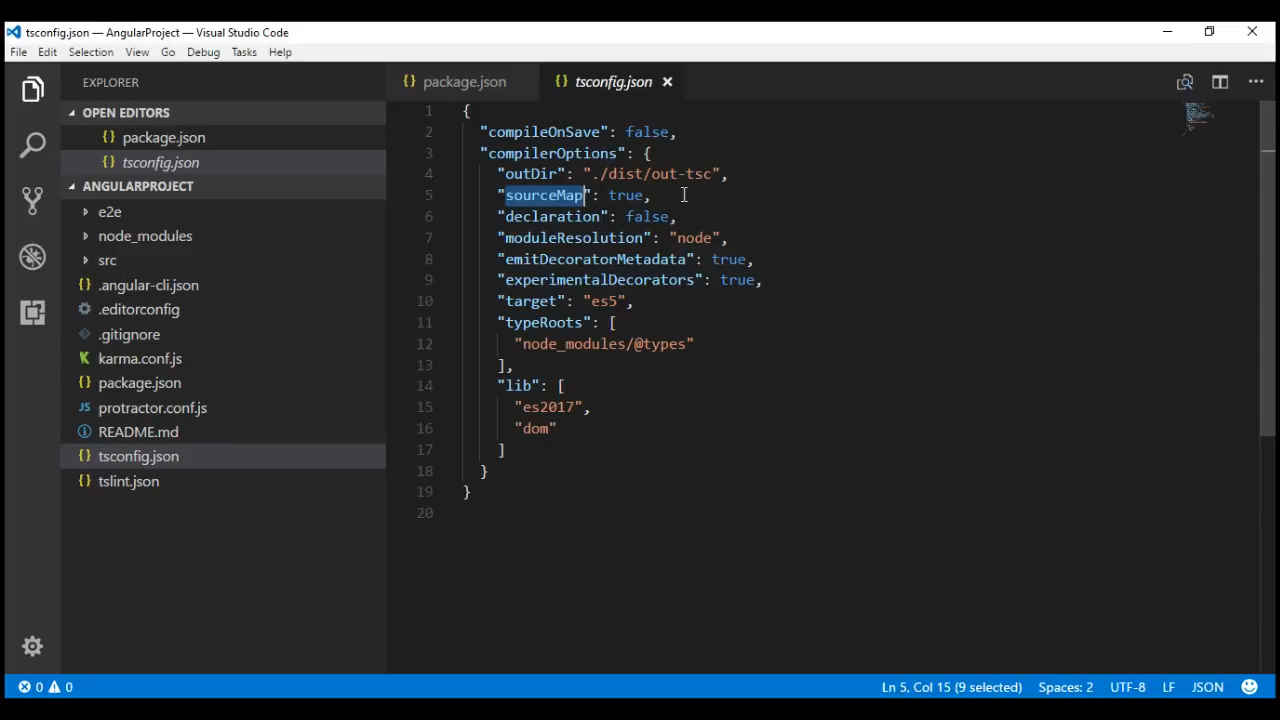 tsconfig.json — AngularProject — Visual Studio Code
File Edit Selection View Go Debug Tasks Help
EXPLORER
OPEN EDITORS
{} package.json
{} tsconfig.json
ANGULARPROJECT
e2e
node_modules
src
{} .angular-cli.json
.editorconfig
.gitignore
K karma.conf.js
{} package.json
JS protractor.conf.js
README.md
{} tsconfig.json
{} tslint.json
{} package.json {} tsconfig.json
1 {
2 "compileOnSave": false,
3 "compilerOptions": {
4 "outDir": "./dist/out-tsc",
5 "sourceMap": true,
6 "declaration": false,
7 "moduleResolution": "node",
8 "emitDecoratorMetadata": true,
9 "experimentalDecorators": true,
10 "target": "es5",
11 "typeRoots": [
12 "node_modules/@types"
13 ],
14 "lib": [
15 "es2017",
16 "dom"
17 ]
18 }
19 }
20
0 0 Ln 5, Col 15 (9 selected) Spaces: 2 UTF-8 LF JSON